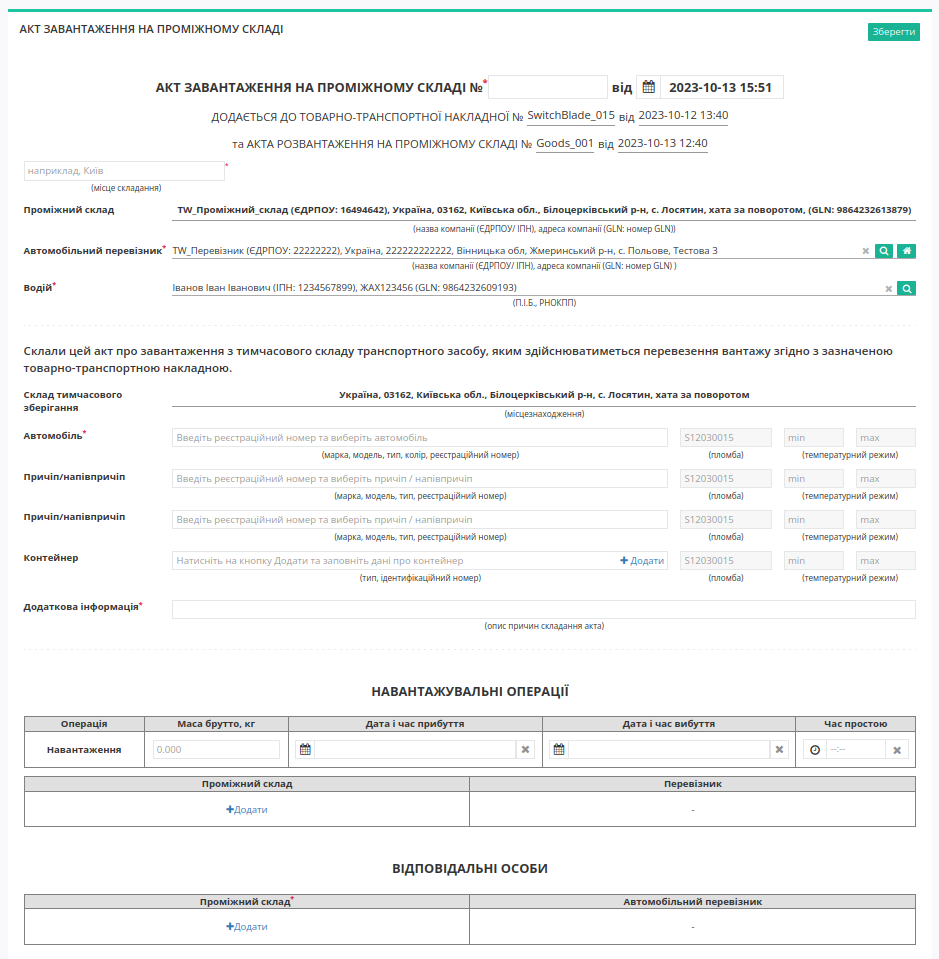 АКТ ЗАВАНТАЖЕННЯ НА ПРОМІЖНОМУ СКЛАДІ
Зберегти
АКТ ЗАВАНТАЖЕННЯ НА ПРОМІЖНОМУ СКЛАДІ №* від 2023-10-13 15:51
ДОДАЄТЬСЯ ДО ТОВАРНО-ТРАНСПОРТНОЇ НАКЛАДНОЇ № SwitchBlade_015 від 2023-10-12 13:40
та АКТА РОЗВАНТАЖЕННЯ НА ПРОМІЖНОМУ СКЛАДІ № Goods_001 від 2023-10-13 12:40
наприклад, Київ *
(місце складання)
Проміжний склад TW_Проміжний_склад (ЄДРПОУ: 16494642), Україна, 03162, Київська обл., Білоцерківський р-н, с. Лосятин, хата за поворотом, (GLN: 9864232613879)
(назва компанії (ЄДРПОУ/ ІПН), адреса компанії (GLN: номер GLN))
Автомобільний перевізник* TW_Перевізник (ЄДРПОУ: 22222222), Україна, 222222222222, Вінницька обл, Жмеринський р-н, с. Польове, Тестова 3
(назва компанії (ЄДРПОУ/ ІПН), адреса компанії (GLN: номер GLN) )
Водій* Іванов Іван Іванович (ІПН: 1234567899), ЖАХ123456 (GLN: 9864232609193)
(П.І.Б., РНОКПП)
Склали цей акт про завантаження з тимчасового складу транспортного засобу, яким здійснюватиметься перевезення вантажу згідно з зазначеною
товарно-транспортною накладною.
Склад тимчасового
зберігання
Україна, 03162, Київська обл., Білоцерківський р-н, с. Лосятин, хата за поворотом
(місцезнаходження)
Автомобіль* Введіть реєстраційний номер та виберіть автомобіль S12030015 min max
(марка, модель, тип, колір, реєстраційний номер) (пломба) (температурний режим)
Причіп/напівпричіп Введіть реєстраційний номер та виберіть причіп / напівпричіп S12030015 min max
(марка, модель, тип, реєстраційний номер) (пломба) (температурний режим)
Причіп/напівпричіп Введіть реєстраційний номер та виберіть причіп / напівпричіп S12030015 min max
(марка, модель, тип, реєстраційний номер) (пломба) (температурний режим)
Контейнер Натисніть на кнопку Додати та заповніть дані про контейнер Додати S12030015 min max
(тип, ідентифікаційний номер) (пломба) (температурний режим)
Додаткова інформація*
(опис причин складання акта)
НАВАНТАЖУВАЛЬНІ ОПЕРАЦІЇ
Операція Маса брутто, кг Дата і час прибуття Дата і час вибуття Час простою
Навантаження 0.000 --:--
Проміжний склад Перевізник
Додати -
ВІДПОВІДАЛЬНІ ОСОБИ
Проміжний склад* Автомобільний перевізник
Додати -